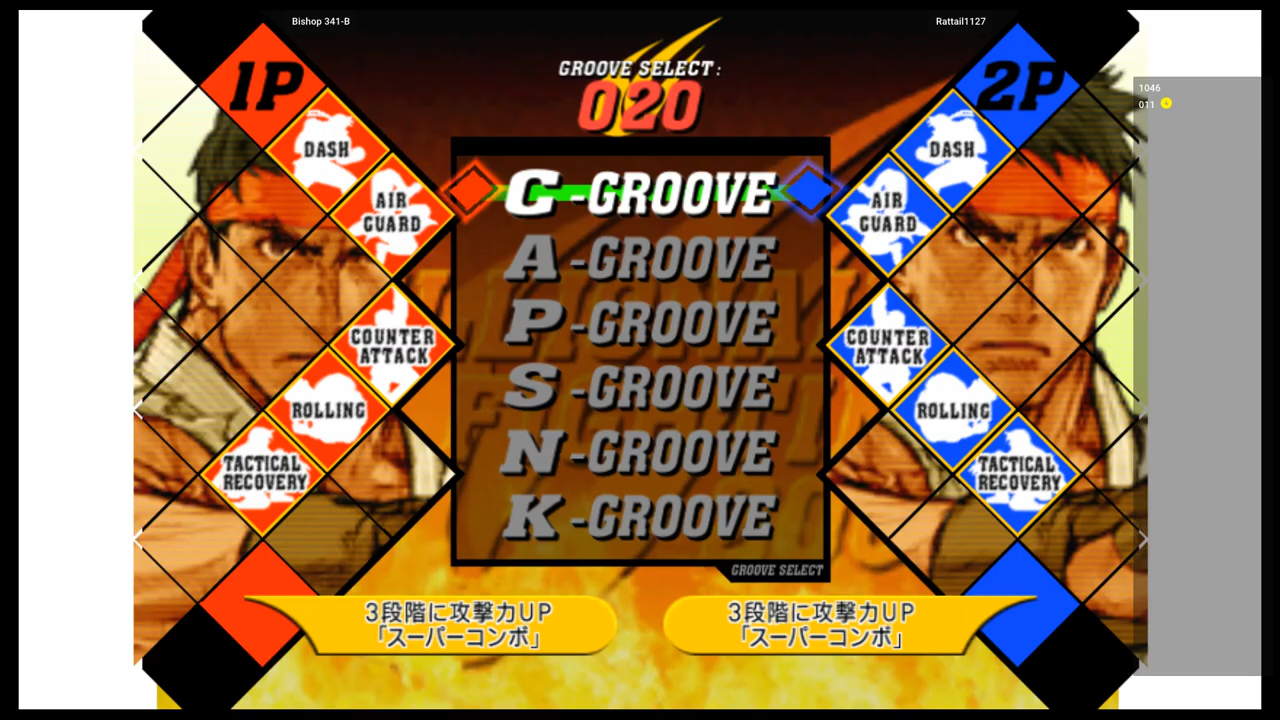 Bishop 341-B
Rattail1127
GROOVE SELECT:
020
1P
2P
1046
011
DASH
DASH
AIR
GUARD
AIR
GUARD
C-GROOVE
A-GROOVE
P-GROOVE
S-GROOVE
N-GROOVE
K-GROOVE
COUNTER
ATTACK
COUNTER
ATTACK
ROLLING
ROLLING
TACTICAL
RECOVERY
TACTICAL
RECOVERY
GROOVE SELECT
3段階に攻撃力UP
「スーパーコンボ」
3段階に攻撃力UP
「スーパーコンボ」